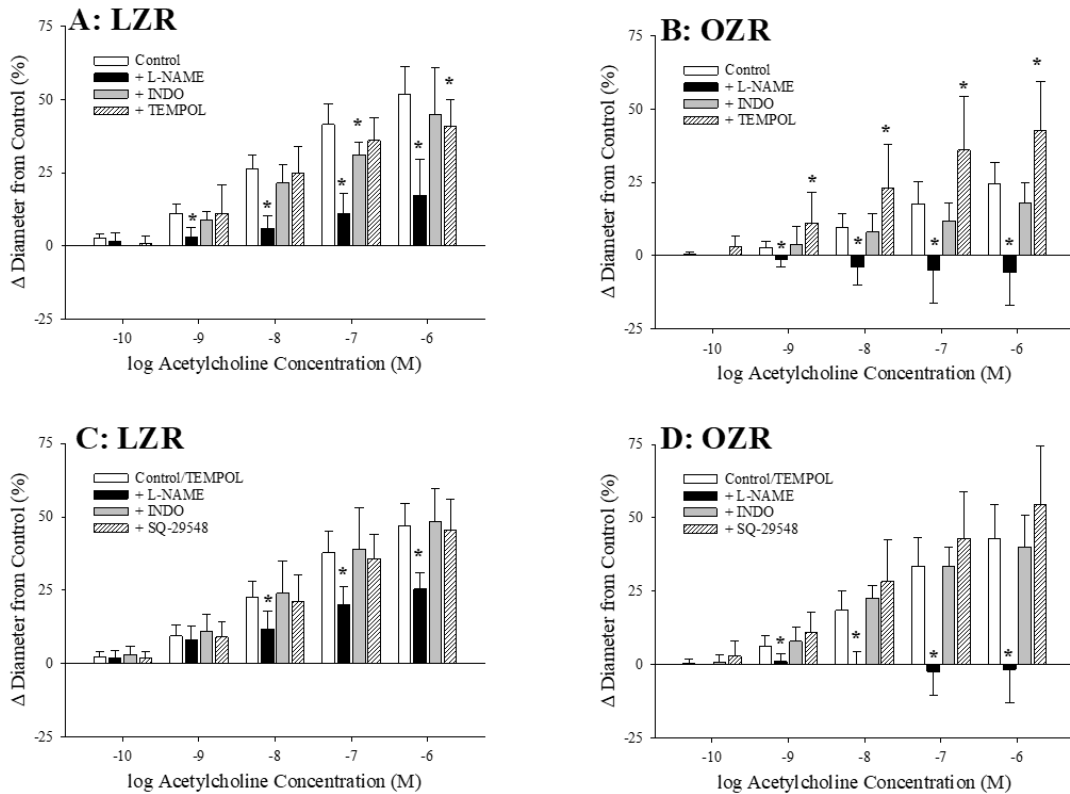 A: LZR
75
50
25
0
-25
Δ Diameter from Control (%)
Control
+ L-NAME
+ INDO
+ TEMPOL
*
*
*
*
*
*
*
-10
-9
-8
-7
-6
log Acetylcholine Concentration (M)
B: OZR
75
50
25
0
-25
Δ Diameter from Control (%)
Control
+ L-NAME
+ INDO
+ TEMPOL
*
*
*
*
*
*
*
*
-10
-9
-8
-7
-6
log Acetylcholine Concentration (M)
C: LZR
75
50
25
0
-25
Δ Diameter from Control (%)
Control/TEMPOL
+ L-NAME
+ INDO
+ SQ-29548
*
*
*
-10
-9
-8
-7
-6
log Acetylcholine Concentration (M)
D: OZR
75
50
25
0
-25
Δ Diameter from Control (%)
Control/TEMPOL
+ L-NAME
+ INDO
+ SQ-29548
*
*
*
*
-10
-9
-8
-7
-6
log Acetylcholine Concentration (M)